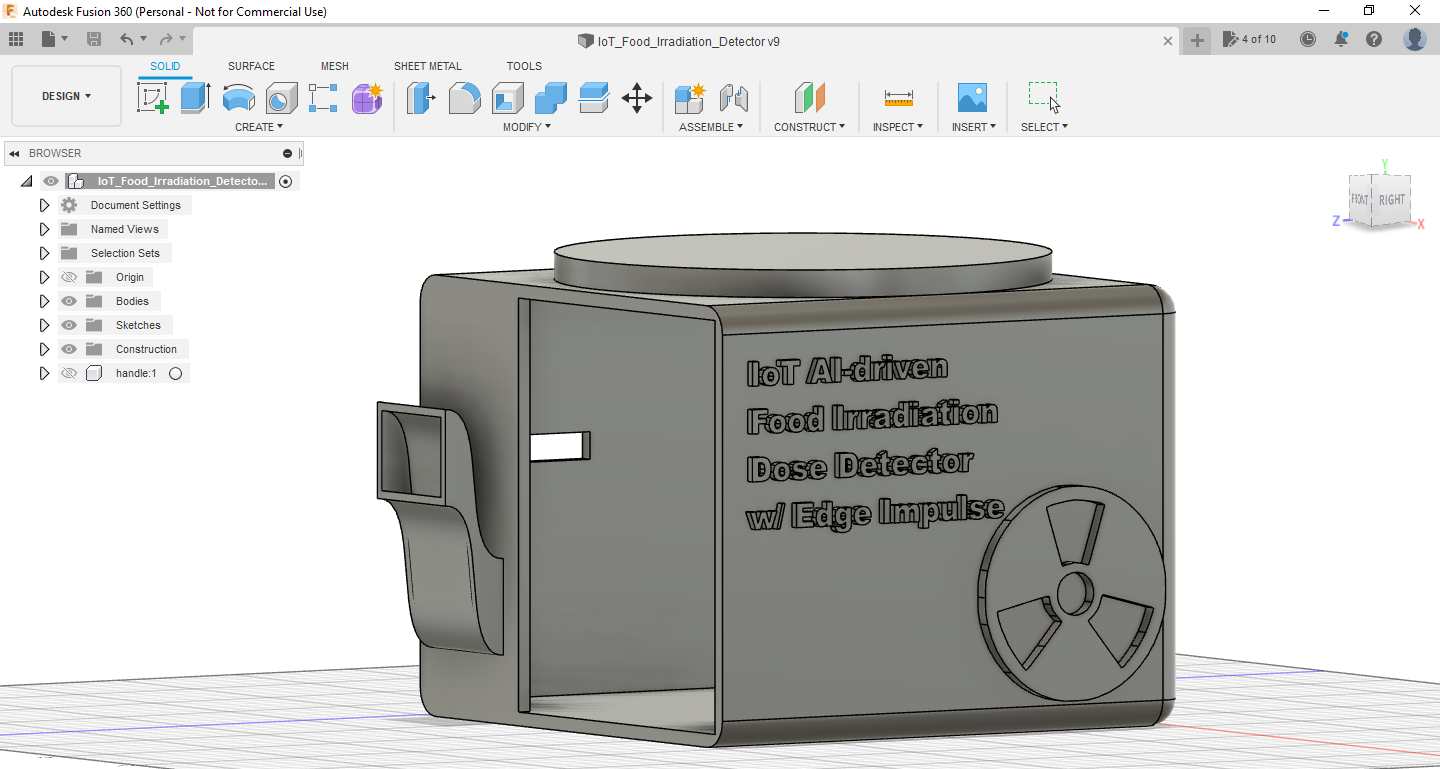 Autodesk Fusion 360 (Personal - Not for Commercial Use)
IoT_Food_Irradiation_Detector v9
4 of 10
SOLID SURFACE MESH SHEET METAL TOOLS
DESIGN
CREATE MODIFY ASSEMBLE CONSTRUCT INSPECT INSERT SELECT
BROWSER
IoT_Food_Irradiation_Detecto...
Document Settings
Named Views
Selection Sets
Origin
Bodies
Sketches
Construction
handle:1
Y
FRONT RIGHT
Z X
IoT AI-driven
Food Irradiation
Dose Detector
w/ Edge Impulse